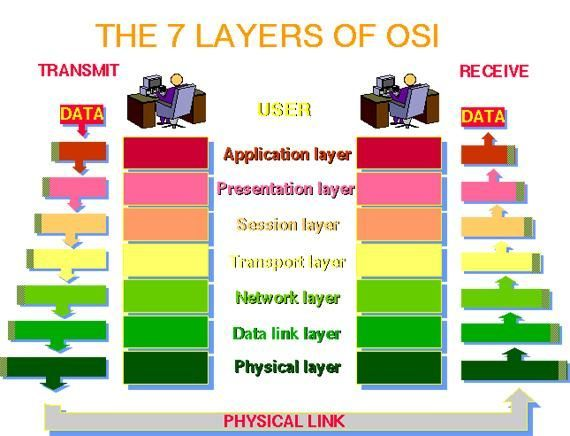 THE 7 LAYERS OF OSI
TRANSMIT
RECEIVE
DATA
USER
DATA
Application layer
Presentation layer
Session layer
Transport layer
Network layer
Data link layer
Physical layer
PHYSICAL LINK